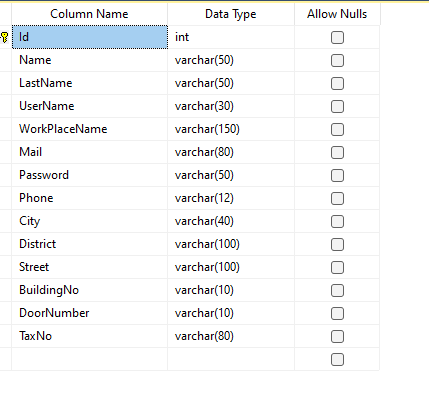 Column Name Data Type Allow Nulls
Id int
Name varchar(50)
LastName varchar(50)
UserName varchar(30)
WorkPlaceName varchar(150)
Mail varchar(80)
Password varchar(50)
Phone varchar(12)
City varchar(40)
District varchar(100)
Street varchar(100)
BuildingNo varchar(10)
DoorNumber varchar(10)
TaxNo varchar(80)